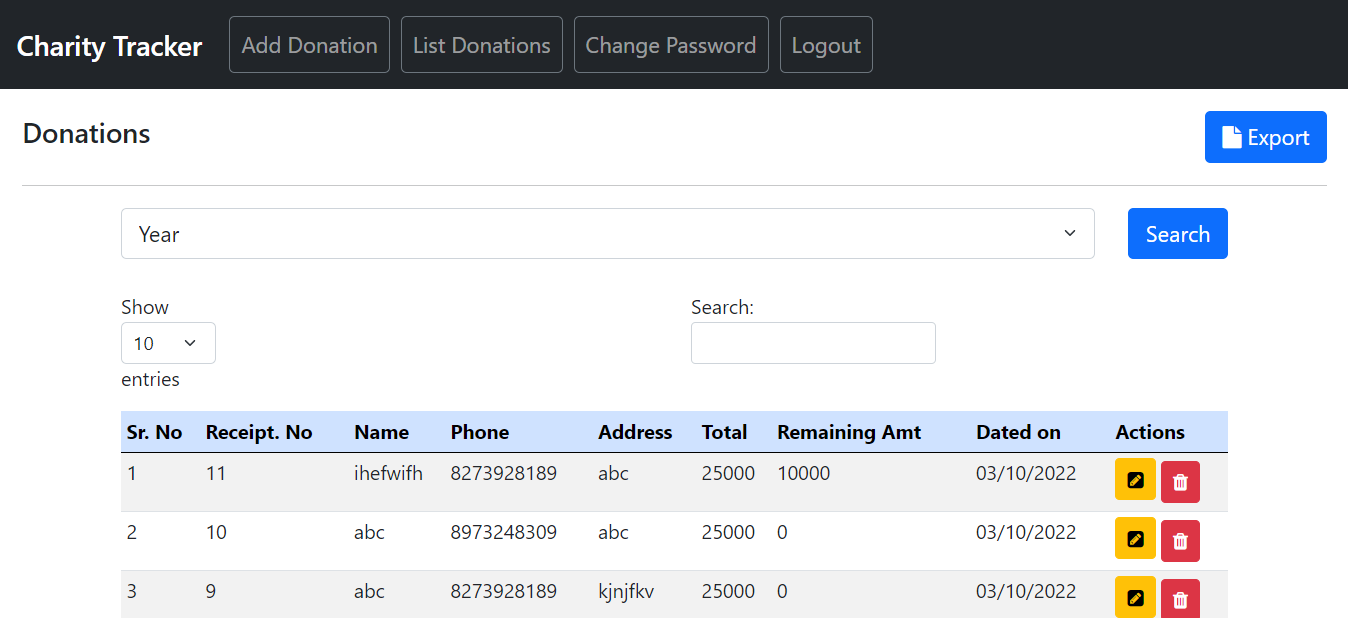 Charity Tracker Add Donation List Donations Change Password Logout
Donations Export
Year Search
Show Search:
10
entries
Sr. No Receipt. No Name Phone Address Total Remaining Amt Dated on Actions
1 11 ihefwifh 8273928189 abc 25000 10000 03/10/2022
2 10 abc 8973248309 abc 25000 0 03/10/2022
3 9 abc 8273928189 kjnjfkv 25000 0 03/10/2022